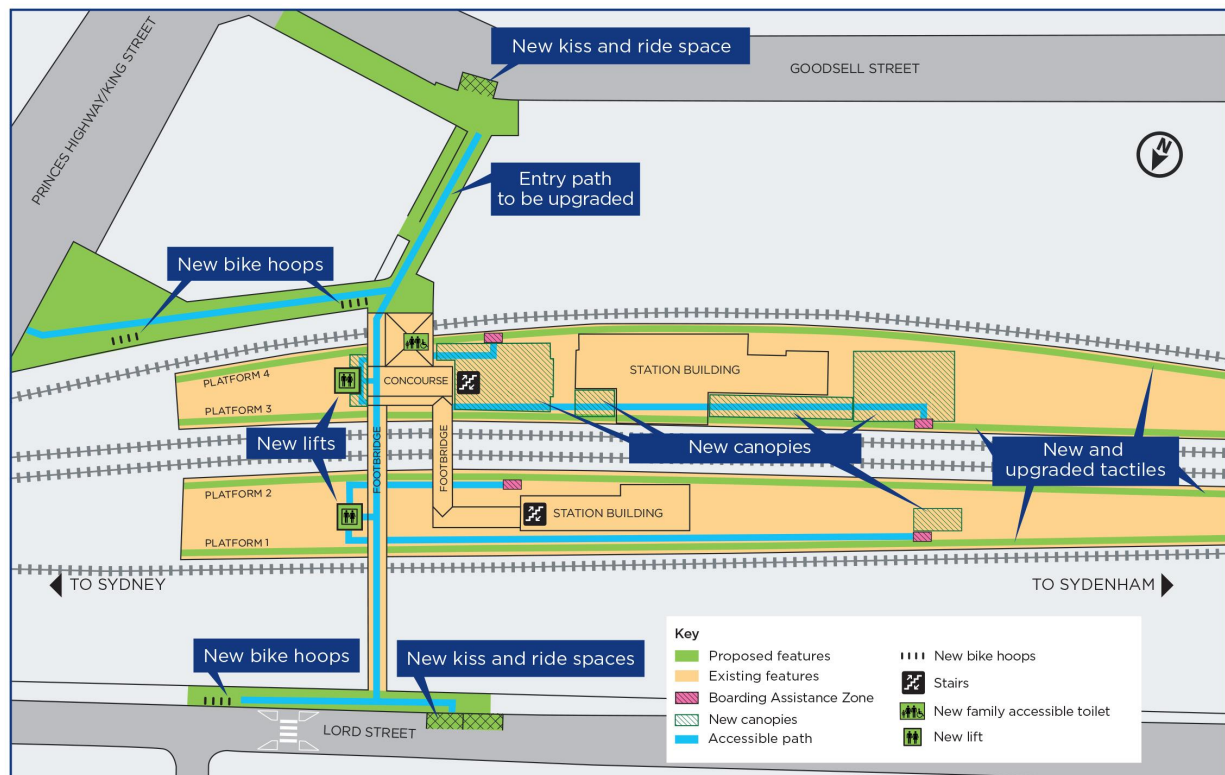 New kiss and ride space
GOODSELL STREET
PRINCES HIGHWAY/KING STREET
N
Entry path
to be upgraded
New bike hoops
PLATFORM 4
CONCOURSE
STATION BUILDING
PLATFORM 3
New lifts
FOOTBRIDGE
FOOTBRIDGE
New canopies
New and
upgraded tactiles
PLATFORM 2
STATION BUILDING
PLATFORM 1
TO SYDNEY
TO SYDENHAM
New bike hoops
New kiss and ride spaces
LORD STREET
Key
Proposed features
Existing features
Boarding Assistance Zone
New canopies
Accessible path
New bike hoops
Stairs
New family accessible toilet
New lift